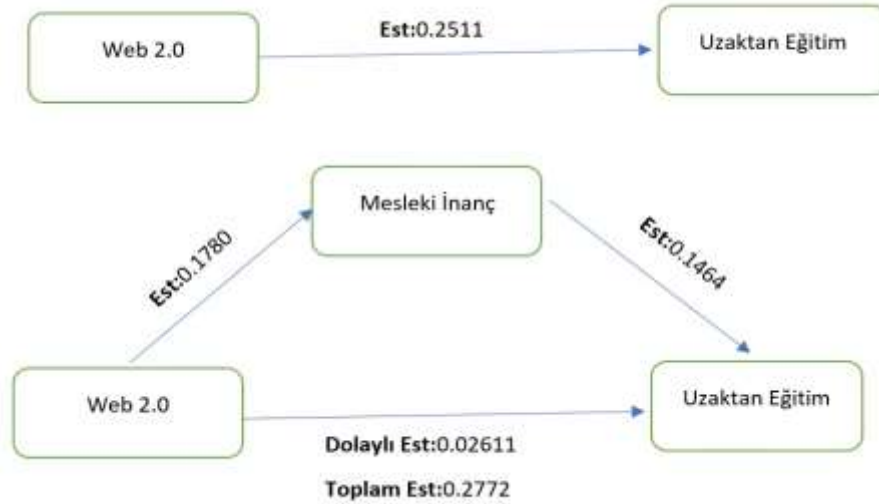 Web 2.0
Est:0.2511
Uzaktan Eğitim
Mesleki İnanç
Est:0.1780
Est:0.1464
Web 2.0
Uzaktan Eğitim
Dolaylı Est:0.02611
Toplam Est:0.2772